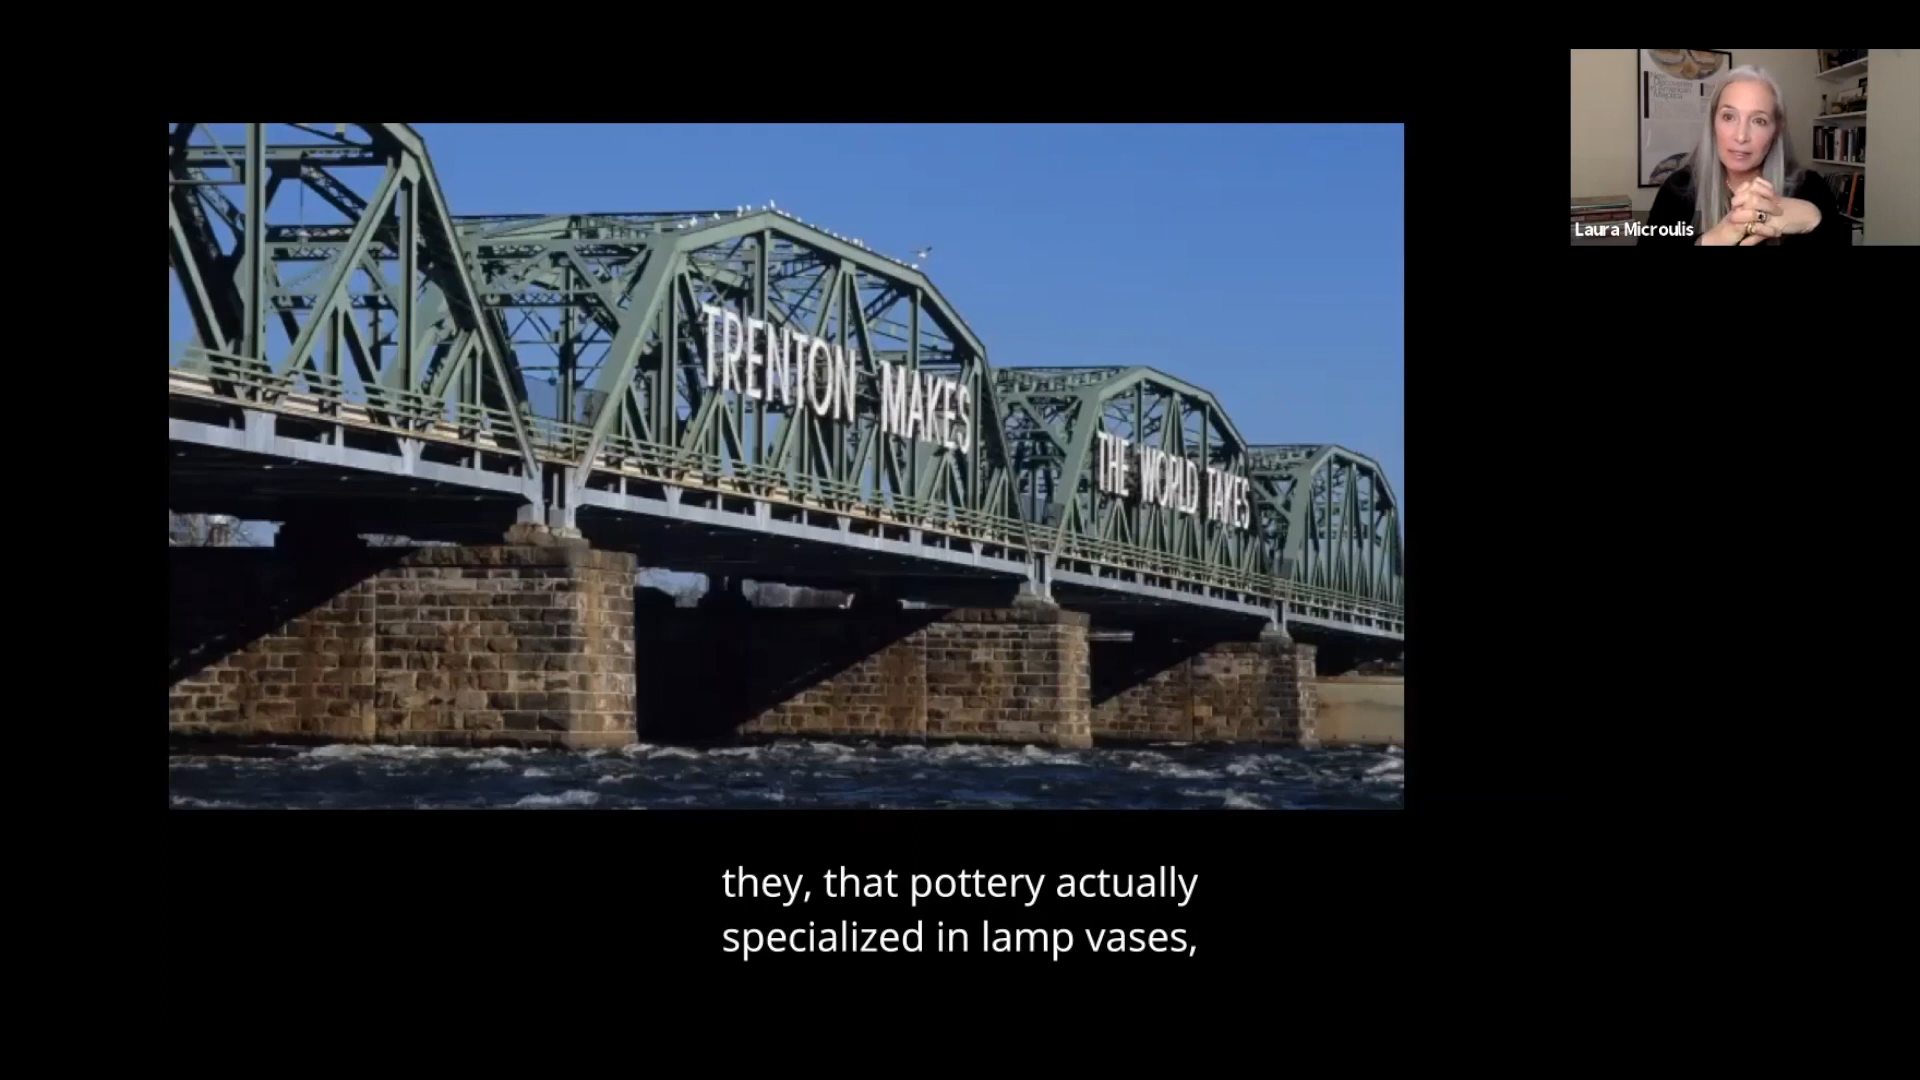 TRENTON MAKES
THE WORLD TAKES
Laura Microulis
they, that pottery actually
specialized in lamp vases,